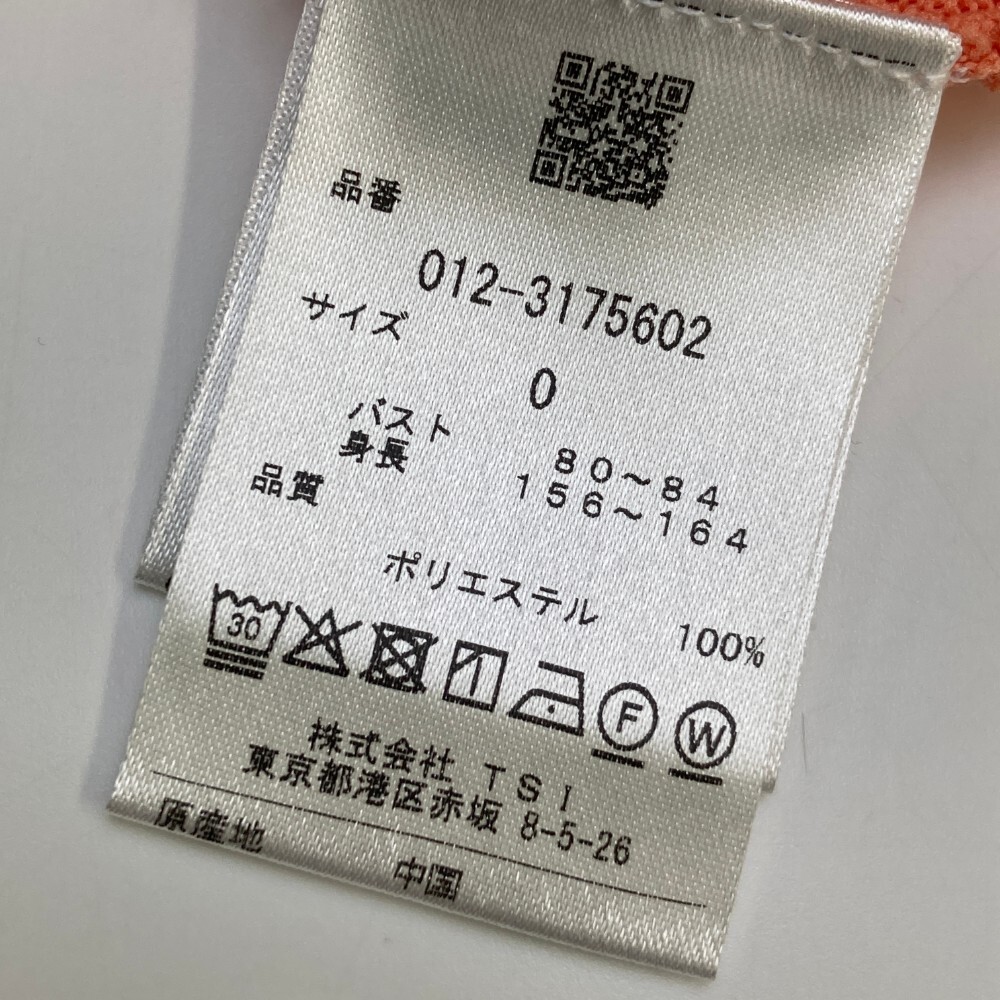 品番
012-3175602
サイズ
0
バスト 80～84
身長 156～164
品質
ポリエステル 100%
30 F W
株式会社 TSI
東京都港区赤坂 8-5-26
原産地
中国